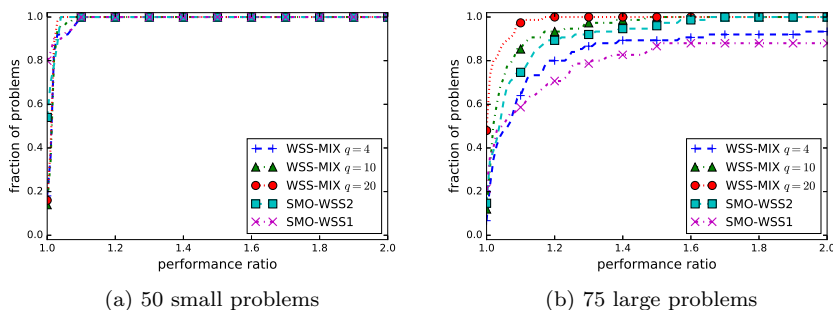 1.0
0.8
0.6
0.4
0.2
0.0
fraction of problems
WSS-MIX q = 4
WSS-MIX q = 10
WSS-MIX q = 20
SMO-WSS2
SMO-WSS1
1.0 1.2 1.4 1.6 1.8 2.0
performance ratio
(a) 50 small problems
1.0
0.8
0.6
0.4
0.2
0.0
fraction of problems
WSS-MIX q = 4
WSS-MIX q = 10
WSS-MIX q = 20
SMO-WSS2
SMO-WSS1
1.0 1.2 1.4 1.6 1.8 2.0
performance ratio
(b) 75 large problems